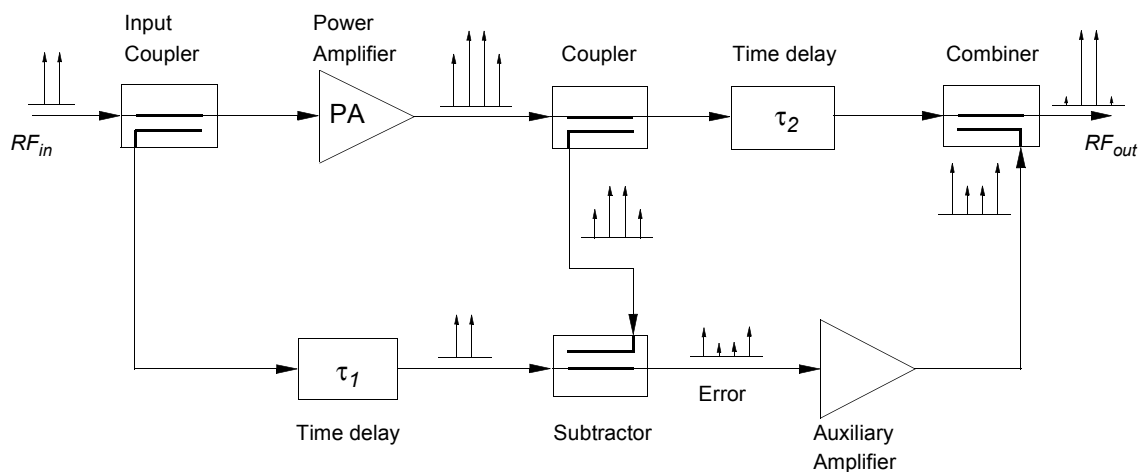 Input
Coupler
Power
Amplifier
Coupler
Time delay
Combiner
PA
τ2
RFin
RFout
τ1
Error
Time delay
Subtractor
Auxiliary
Amplifier